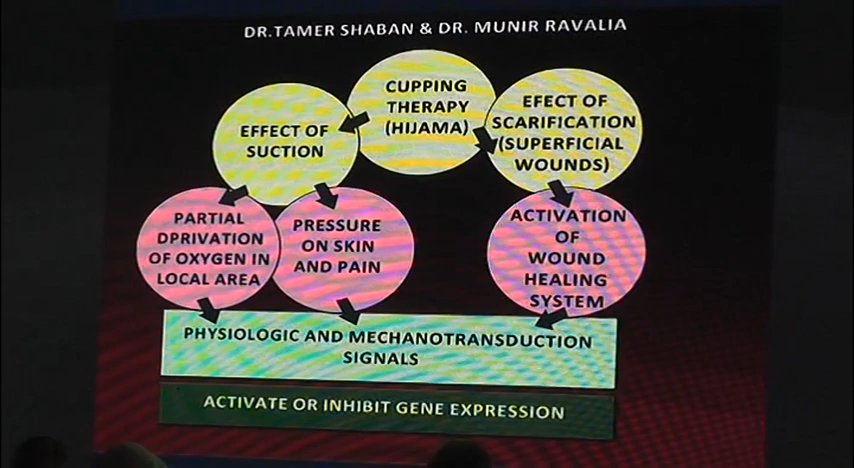 DR.TAMER SHABAN & DR. MUNIR RAVALIA
CUPPING
THERAPY
(HIJAMA)
EFFECT OF
SUCTION
EFECT OF
SCARIFICATION
(SUPERFICIAL
WOUNDS)
PARTIAL
DPRIVATION
OF OXYGEN IN
LOCAL AREA
PRESSURE
ON SKIN
AND PAIN
ACTIVATION
OF
WOUND
HEALING
SYSTEM
PHYSIOLOGIC AND MECHANOTRANSDUCTION
SIGNALS
ACTIVATE OR INHIBIT GENE EXPRESSION